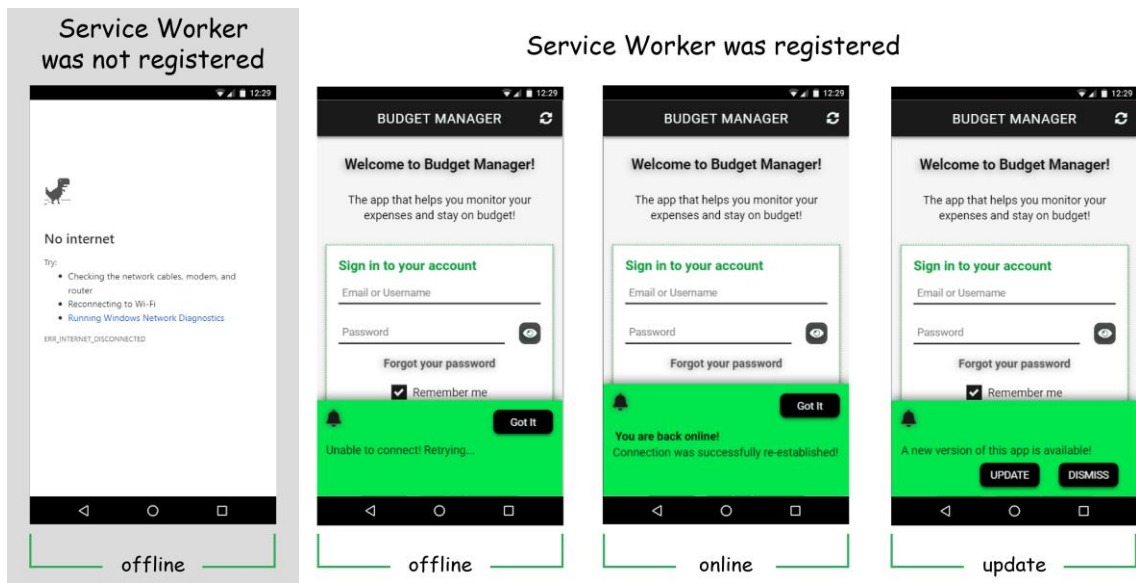 Service Worker
was not registered
Service Worker was registered
12:29
No internet
Try:
• Checking the network cables, modem, and
router
• Reconnecting to Wi-Fi
• Running Windows Network Diagnostics
ERR_INTERNET_DISCONNECTED
offline
12:29
BUDGET MANAGER
Welcome to Budget Manager!
The app that helps you monitor your
expenses and stay on budget!
Sign in to your account
Email or Username
Password
Forgot your password
Remember me
Got It
Unable to connect! Retrying...
offline
12:29
BUDGET MANAGER
Welcome to Budget Manager!
The app that helps you monitor your
expenses and stay on budget!
Sign in to your account
Email or Username
Password
Forgot your password
Got It
You are back online!
Connection was successfully re-established!
online
12:29
BUDGET MANAGER
Welcome to Budget Manager!
The app that helps you monitor your
expenses and stay on budget!
Sign in to your account
Email or Username
Password
Forgot your password
Remember me
A new version of this app is available!
UPDATE DISMISS
update